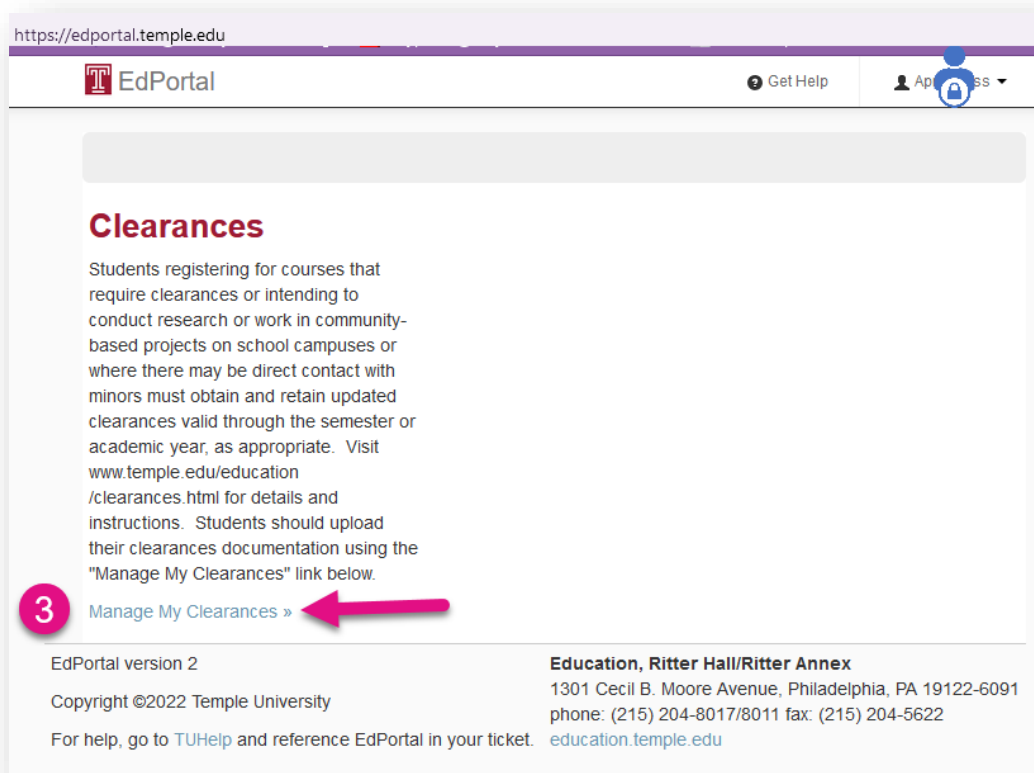 https://edportal.temple.edu
T EdPortal
Get Help
Clearances
Students registering for courses that
require clearances or intending to
conduct research or work in community-
based projects on school campuses or
where there may be direct contact with
minors must obtain and retain updated
clearances valid through the semester or
academic year, as appropriate. Visit
www.temple.edu/education
/clearances.html for details and
instructions. Students should upload
their clearances documentation using the
"Manage My Clearances" link below.
3 Manage My Clearances »
EdPortal version 2
Copyright ©2022 Temple University
For help, go to TUHelp and reference EdPortal in your ticket.
Education, Ritter Hall/Ritter Annex
1301 Cecil B. Moore Avenue, Philadelphia, PA 19122-6091
phone: (215) 204-8017/8011 fax: (215) 204-5622
education.temple.edu